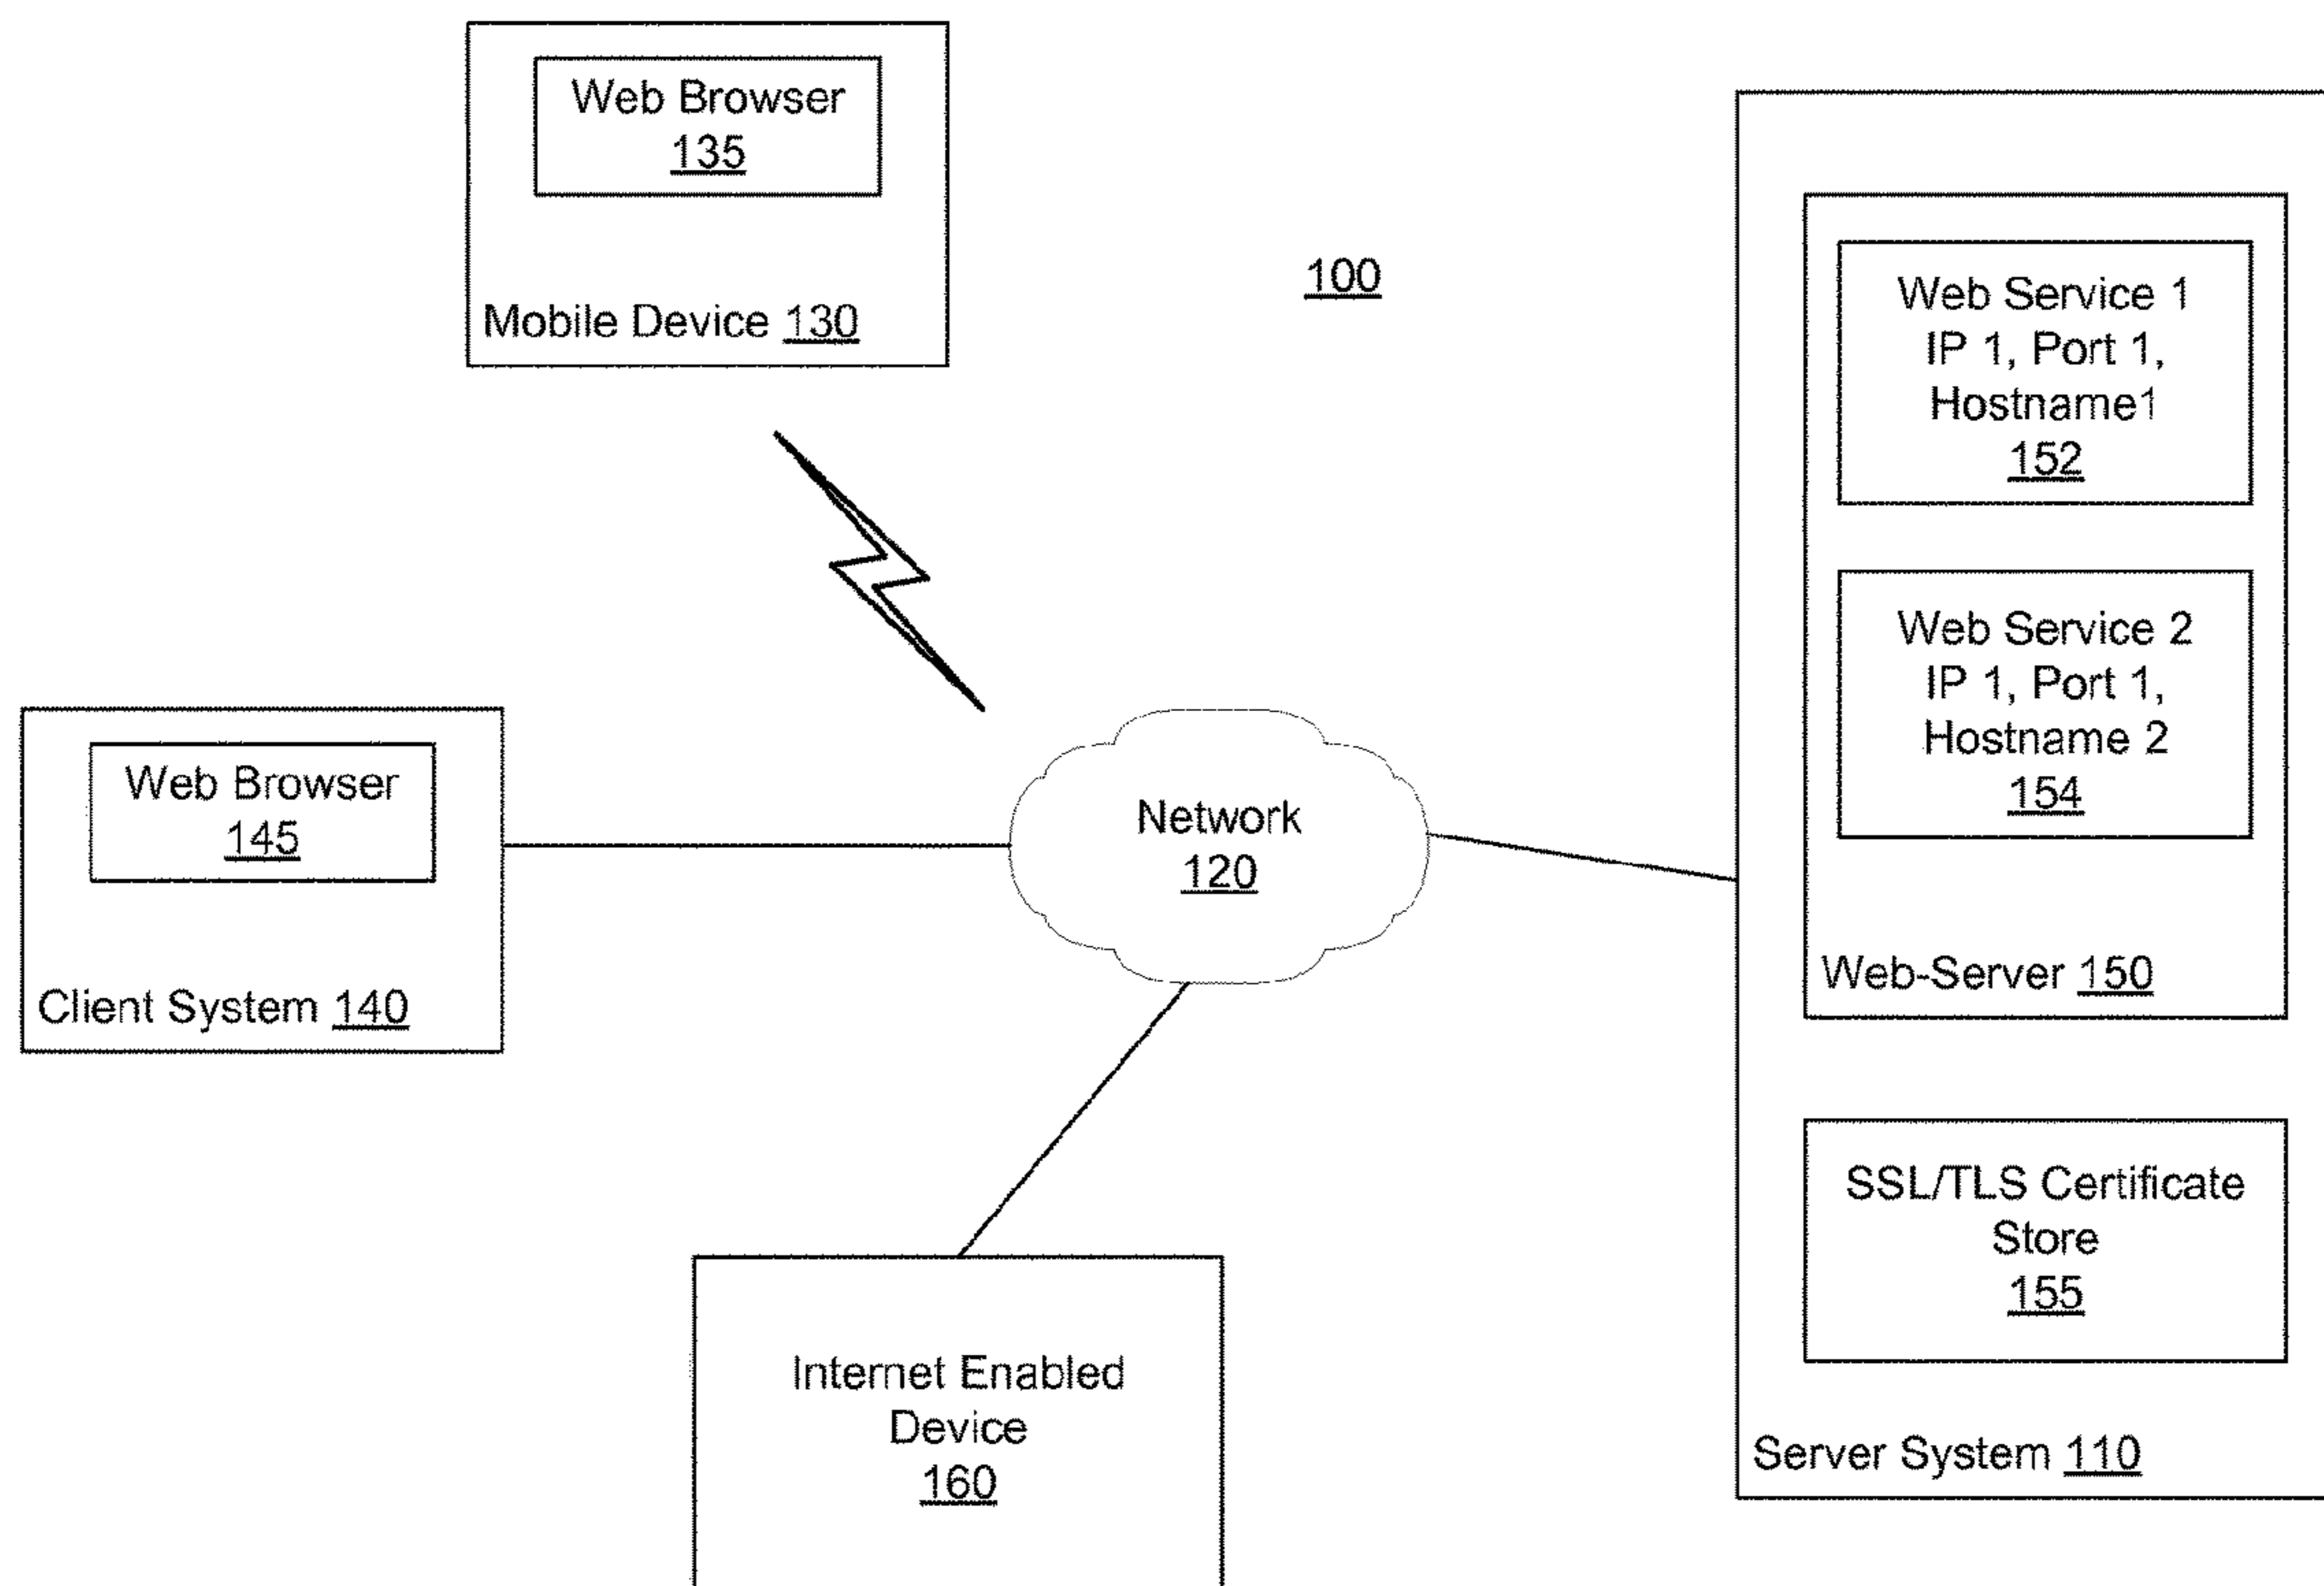 Web Browser
135
Mobile Device 130
100
Web Service 1
IP 1, Port 1,
Hostname1
152
Web Service 2
IP 1, Port 1,
Hostname 2
154
Web-Server 150
Web Browser
145
Client System 140
Network
120
SSL/TLS Certificate
Store
155
Server System 110
Internet Enabled
Device
160